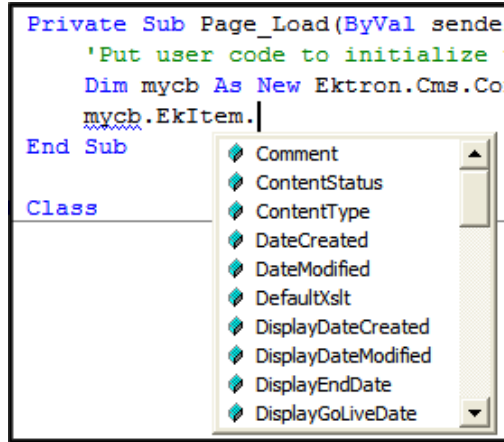 Private Sub Page_Load(ByVal sende
'Put user code to initialize
Dim mycb As New Ektron.Cms.Co
mycb.EkItem.
End Sub
Class
Comment
ContentStatus
ContentType
DateCreated
DateModified
DefaultXslt
DisplayDateCreated
DisplayDateModified
DisplayEndDate
DisplayGoLiveDate